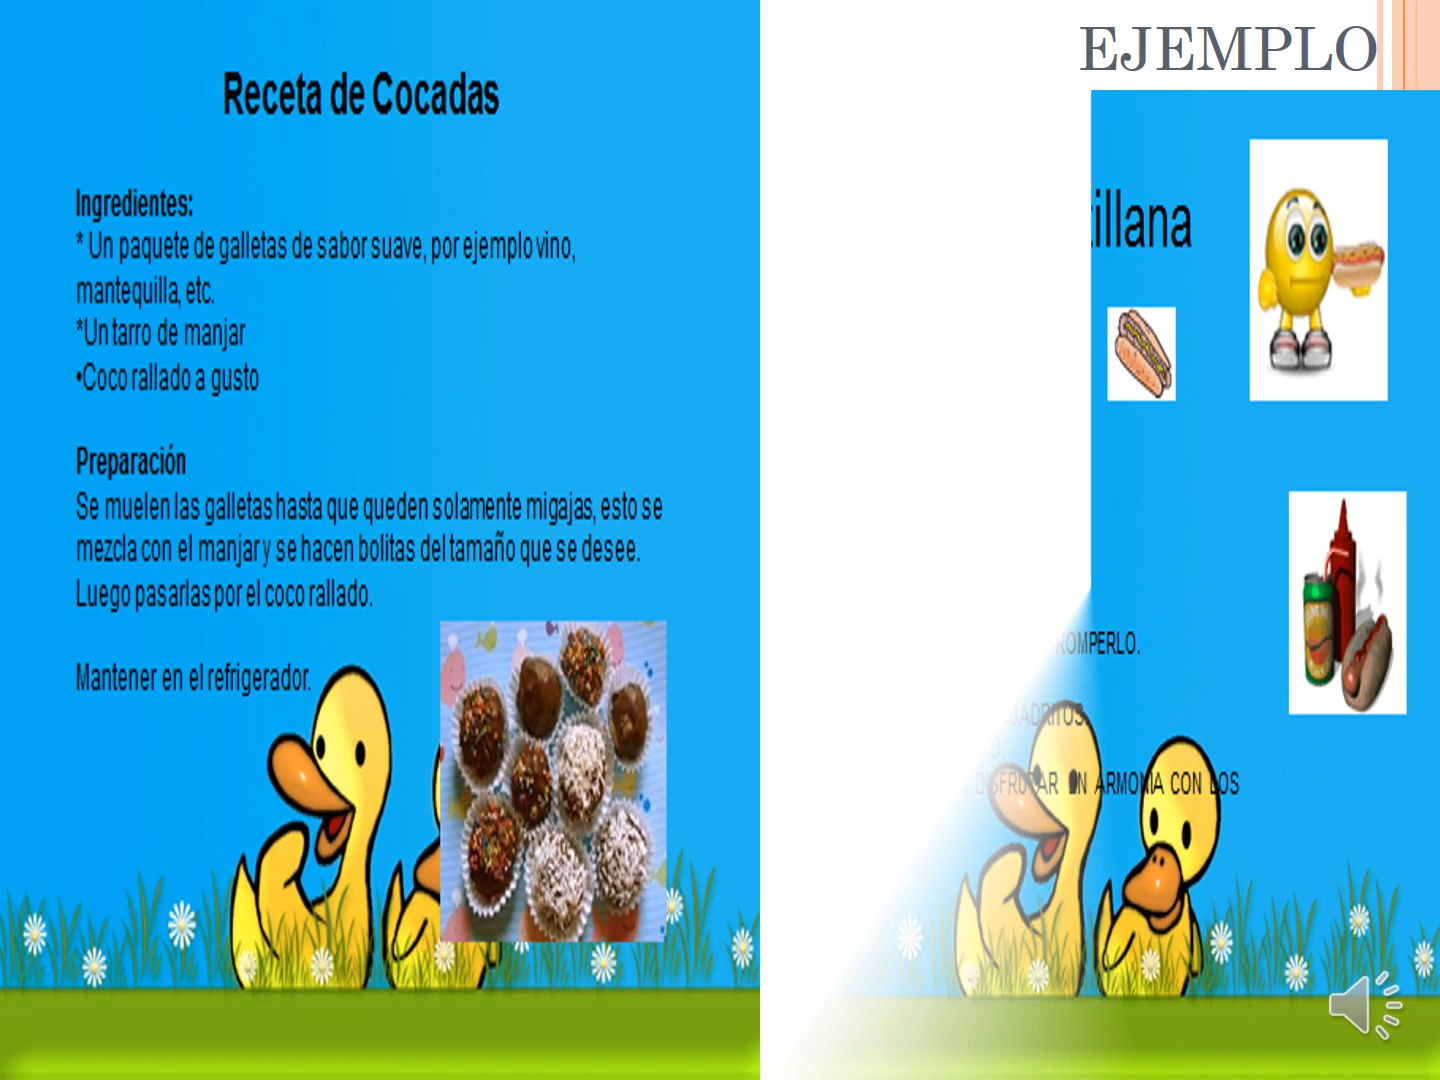 Receta de Cocadas
Ingredientes:
* Un paquete de galletas de sabor suave, por ejemplo vino,
mantequilla, etc.
*Un tarro de manjar
•Coco rallado a gusto
Preparación
Se muelen las galletas hasta que queden solamente migajas, esto se
mezcla con el manjar y se hacen bolitas del tamaño que se desee.
Luego pasarlas por el coco rallado.
Mantener en el refrigerador.
EJEMPLO
tillana
ROMPERLO.
UADRITOS.
O.
DISFRUTAR EN ARMONIA CON LOS